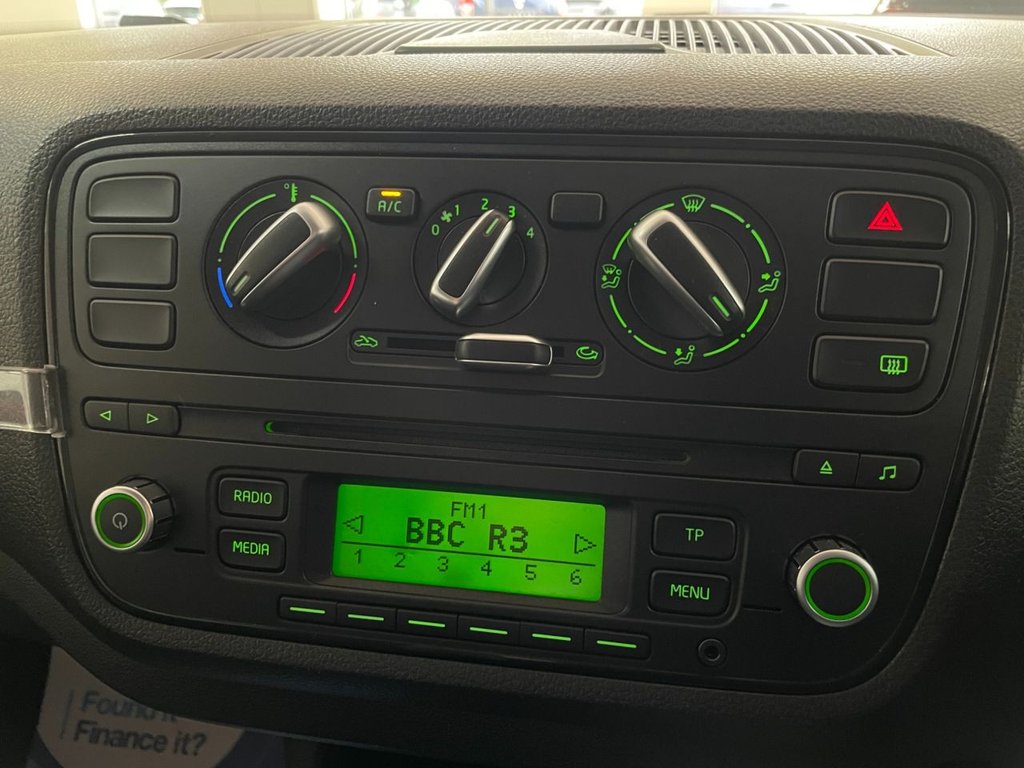 A/C
0 1 2 3 4
RADIO
MEDIA
FM1
BBC R3
1 2 3 4 5 6
TP
MENU
Found it
Finance it?